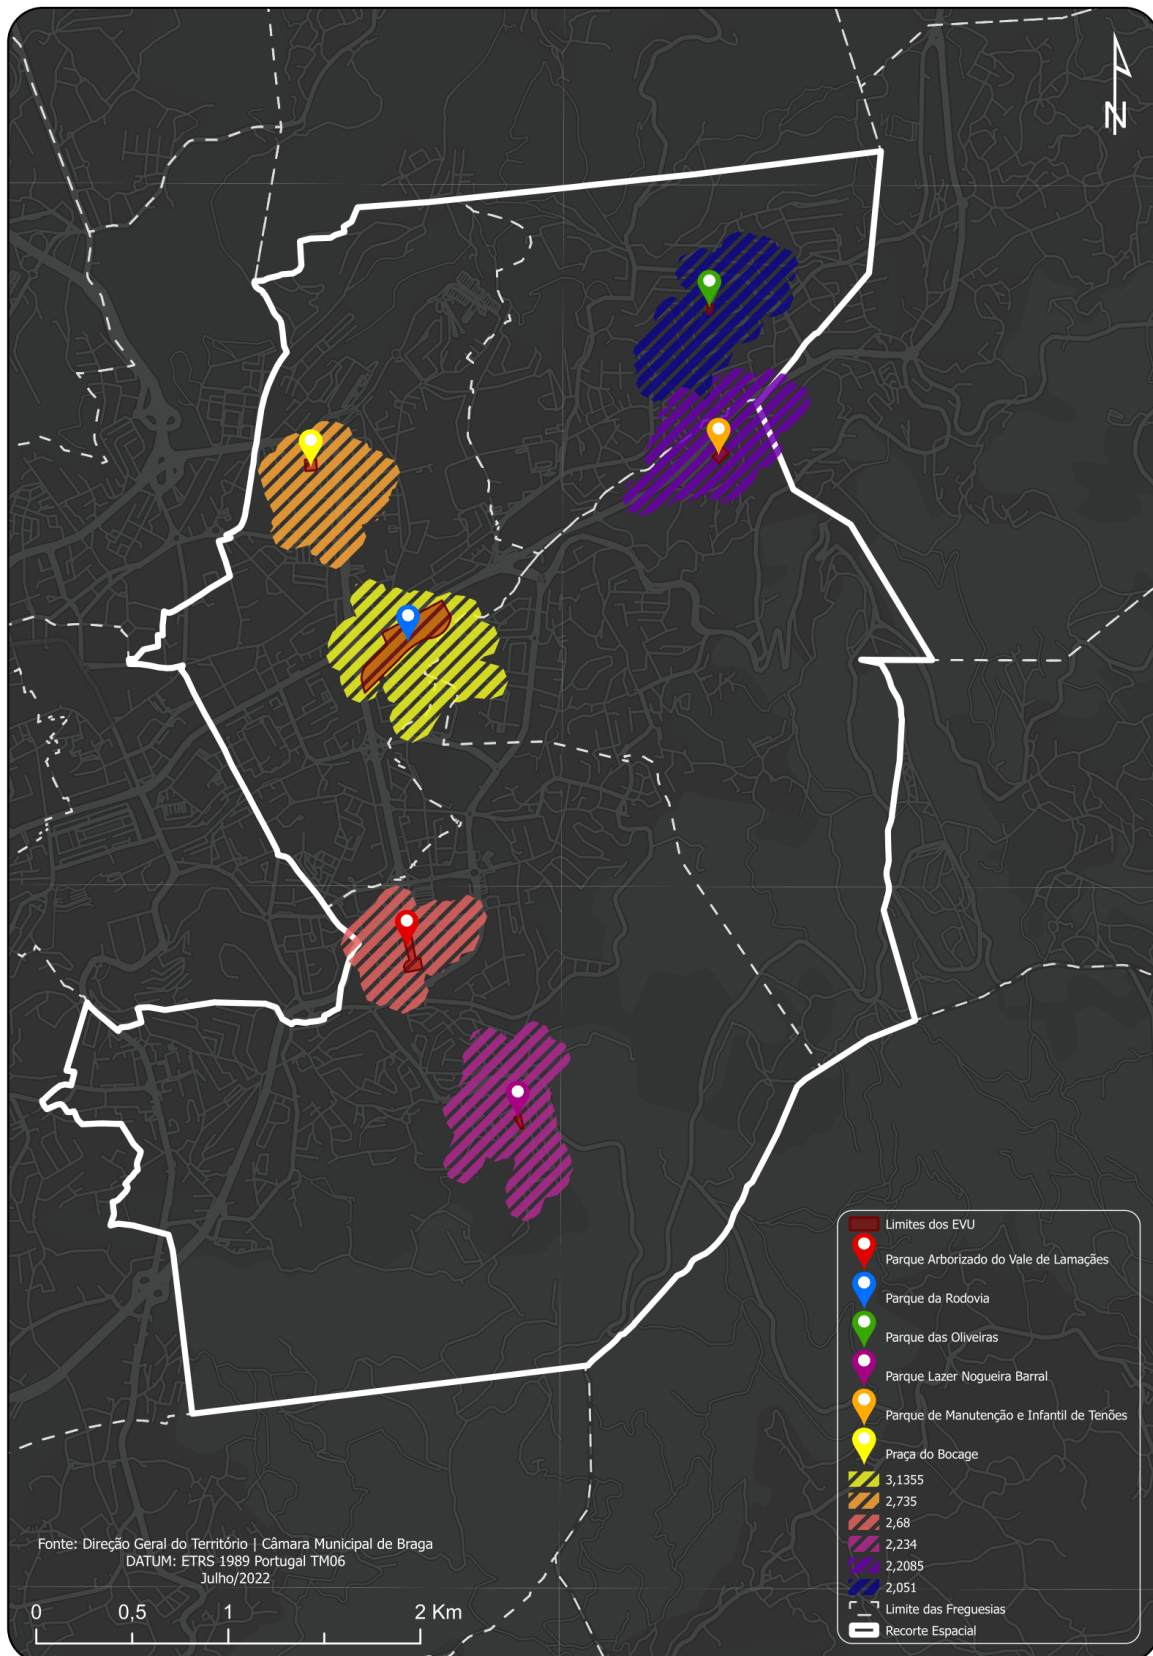 N
Limites dos EVU
Parque Arborizado do Vale de Lamações
Parque da Rodovia
Parque das Oliveiras
Parque Lazer Nogueira Barral
Parque de Manutenção e Infantil de Tenões
Praça do Bocage
3,1355
2,735
2,68
2,234
2,2085
2,051
Limite das Freguesias
Recorte Espacial
Fonte: Direção Geral do Território | Câmara Municipal de Braga
DATUM: ETRS 1989 Portugal TM06
Julho/2022
0 0,5 1 2 Km